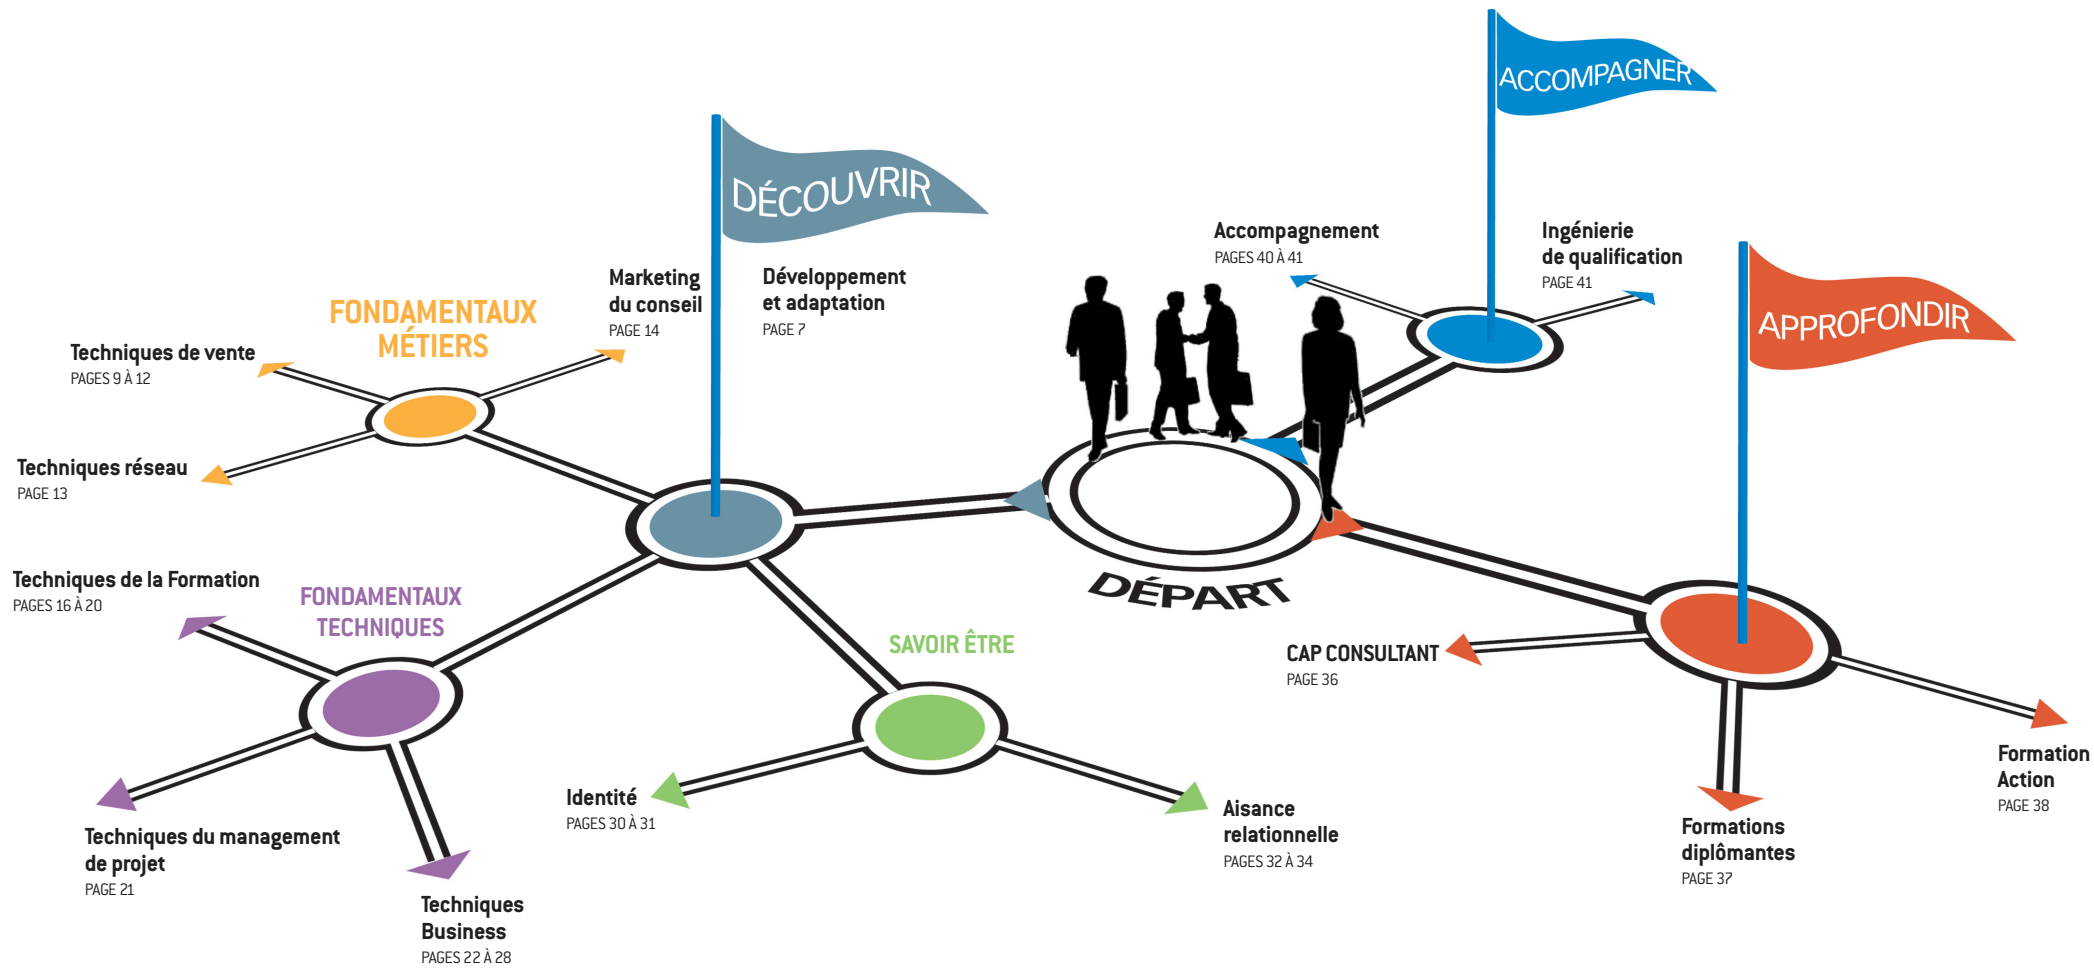 ACCOMPAGNER
DÉCOUVRIR
Accompagnement
PAGES 40 À 41
Ingénierie
de qualification
PAGE 41
APPROFONDIR
Marketing
du conseil
PAGE 14
Développement
et adaptation
PAGE 7
FONDAMENTAUX
MÉTIERS
Techniques de vente
PAGES 9 À 12
Techniques réseau
PAGE 13
DÉPART
Techniques de la Formation
PAGES 16 À 20
FONDAMENTAUX
TECHNIQUES
SAVOIR ÊTRE
CAP CONSULTANT
PAGE 36
Formation
Action
PAGE 38
Identité
PAGES 30 À 31
Aisance
relationnelle
PAGES 32 À 34
Formations
diplômantes
PAGE 37
Techniques du management
de projet
PAGE 21
Techniques
Business
PAGES 22 À 28